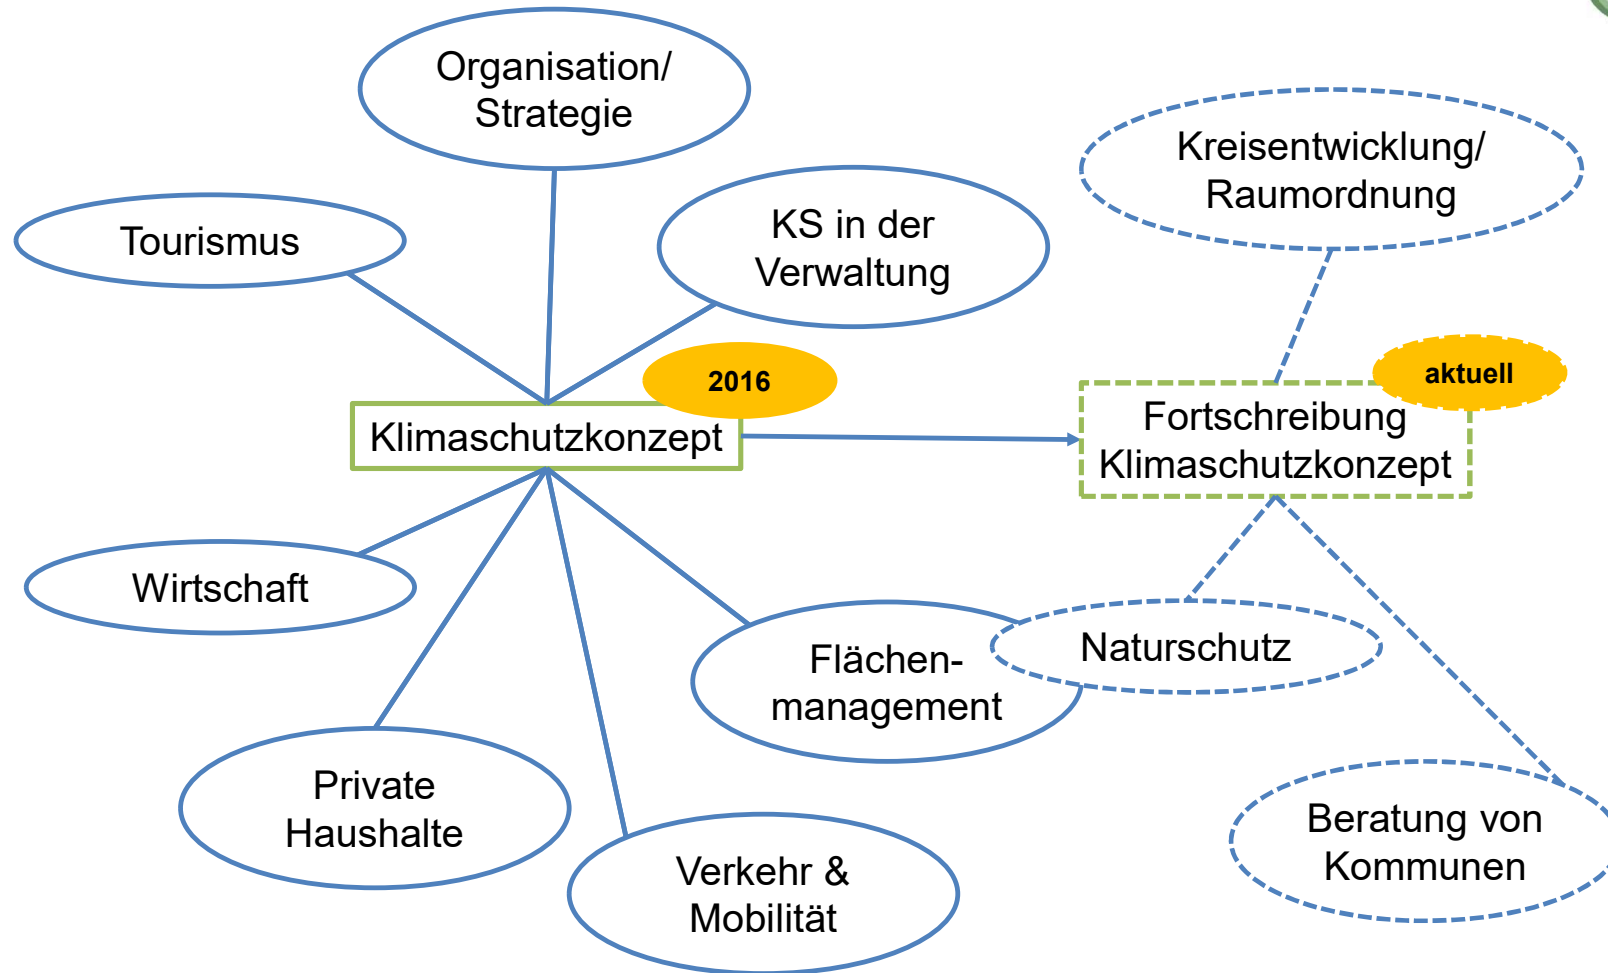 Organisation/
Strategie
Kreisentwicklung/
Raumordnung
Tourismus
KS in der
Verwaltung
2016
aktuell
Klimaschutzkonzept
Fortschreibung
Klimaschutzkonzept
Wirtschaft
Flächen-
management
Naturschutz
Private
Haushalte
Verkehr &
Mobilität
Beratung von
Kommunen